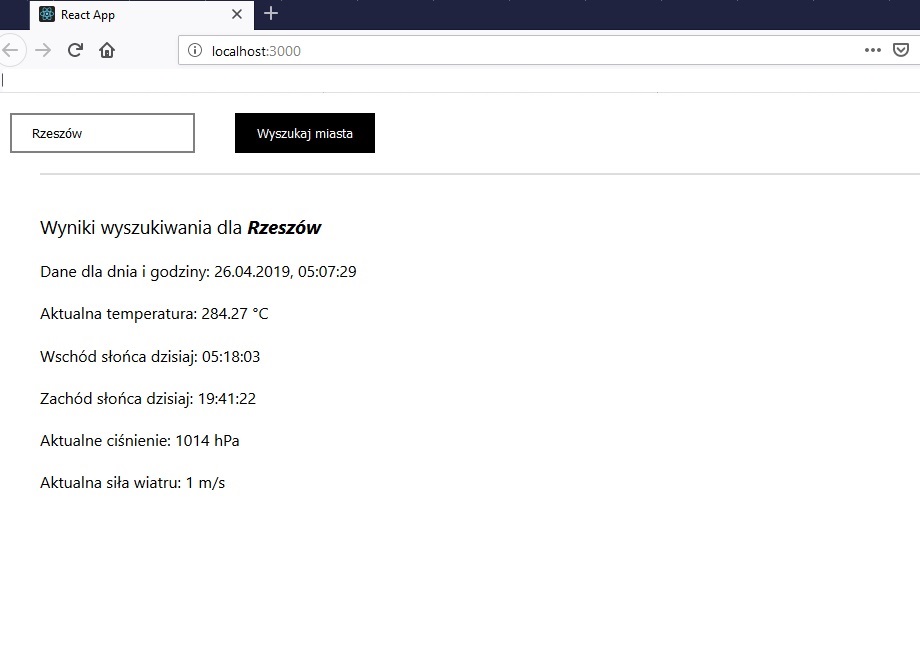 React App
localhost:3000
Rzeszów
Wyszukaj miasta
Wyniki wyszukiwania dla Rzeszów
Dane dla dnia i godziny: 26.04.2019, 05:07:29
Aktualna temperatura: 284.27 °C
Wschód słońca dzisiaj: 05:18:03
Zachód słońca dzisiaj: 19:41:22
Aktualne ciśnienie: 1014 hPa
Aktualna siła wiatru: 1 m/s